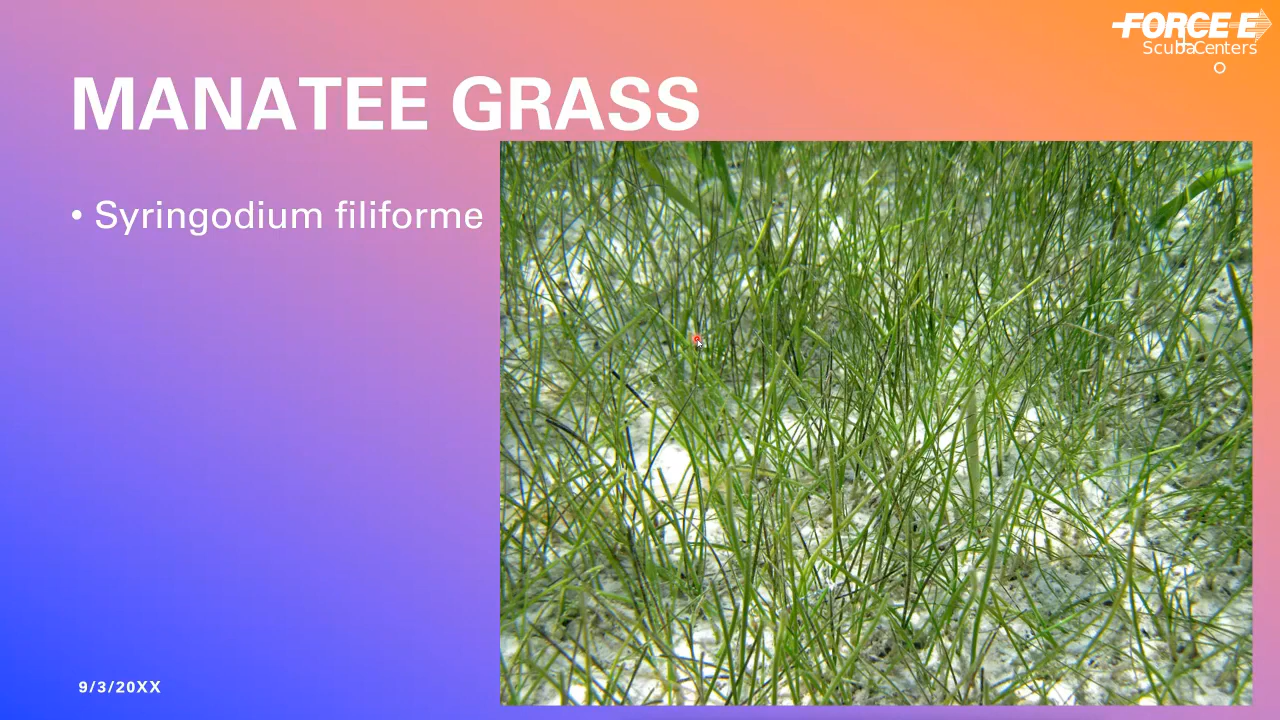 FORCE-E
Scuba Centers
MANATEE GRASS
• Syringodium filiforme
9/3/20XX